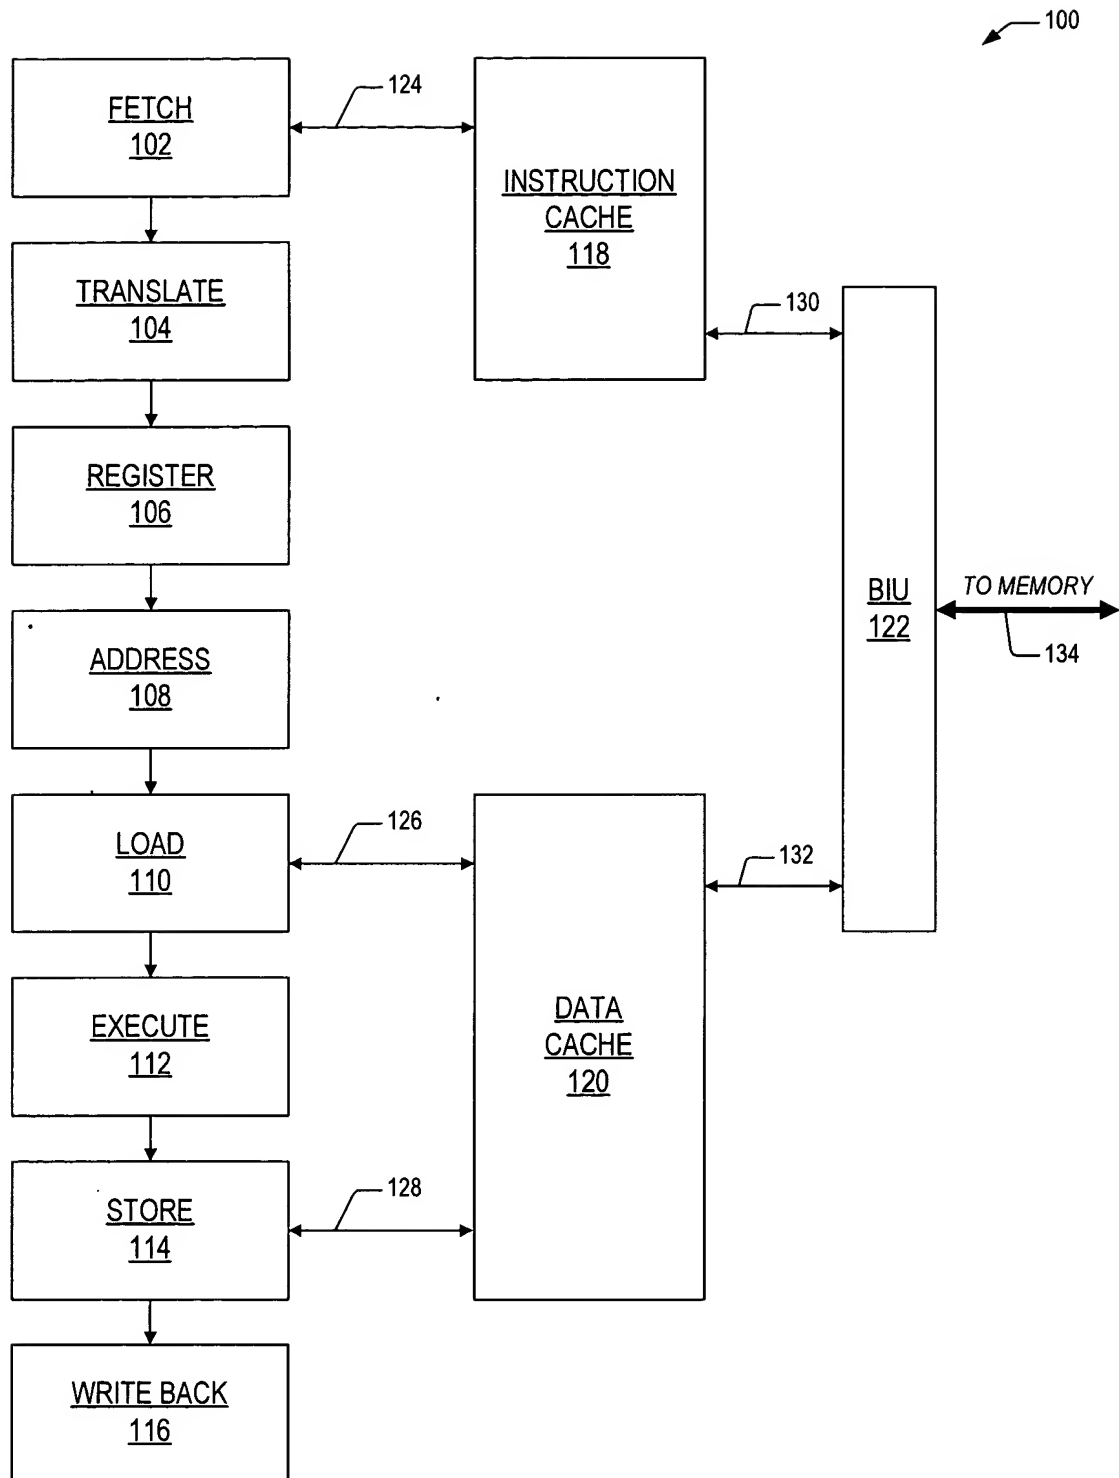 100
FETCH
102
124
INSTRUCTION
CACHE
118
TRANSLATE
104
130
REGISTER
106
BIU
122
TO MEMORY
134
ADDRESS
108
LOAD
110
126
132
DATA
CACHE
120
EXECUTE
112
STORE
114
128
WRITE BACK
116